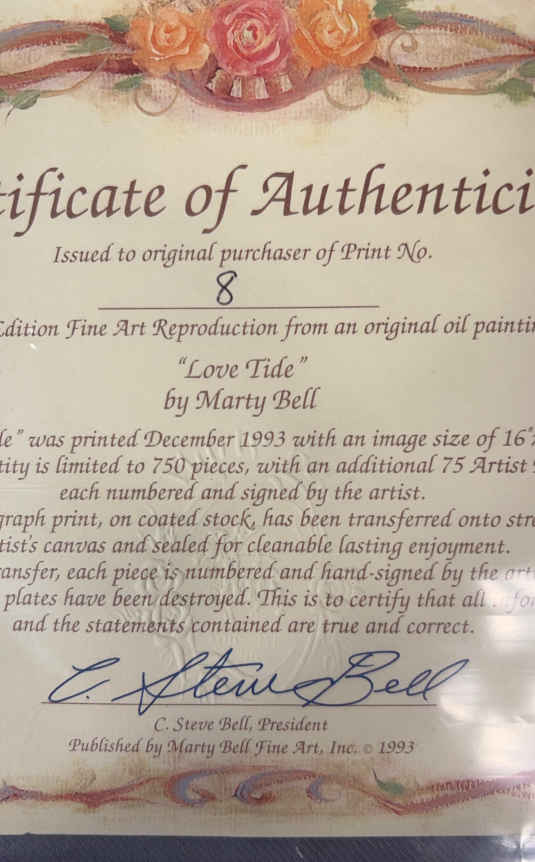 tificate of Authentici
Issued to original purchaser of Print No.
8
Edition Fine Art Reproduction from an original oil painti
“Love Tide”
by Marty Bell
de” was printed December 1993 with an image size of 16”
tity is limited to 750 pieces, with an additional 75 Artist
each numbered and signed by the artist.
graph print, on coated stock, has been transferred onto stre
tist’s canvas and sealed for cleanable lasting enjoyment.
ransfer, each piece is numbered and hand-signed by the art
plates have been destroyed. This is to certify that all
and the statements contained are true and correct.
C. Steve Bell
C. Steve Bell, President
Published by Marty Bell Fine Art, Inc. © 1993